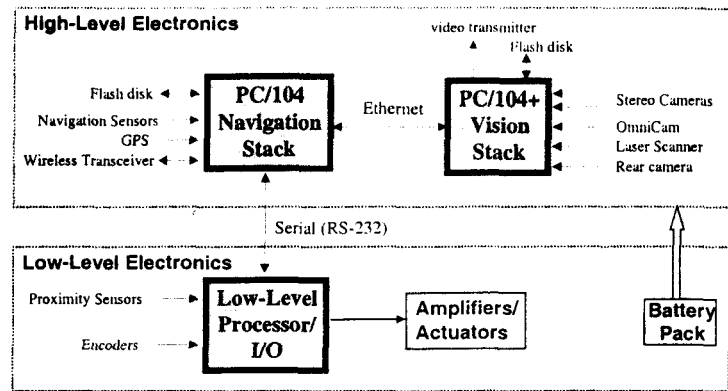 High-Level Electronics
video transmitter
Flash disk
PC/104
Navigation
Stack
Ethernet
PC/104+
Vision
Stack
Flash disk
Navigation Sensors
GPS
Wireless Transceiver
Stereo Cameras
OmniCam
Laser Scanner
Rear camera
Serial (RS-232)
Low-Level Electronics
Proximity Sensors
Encoders
Low-Level
Processor/
I/O
Amplifiers/
Actuators
Battery
Pack